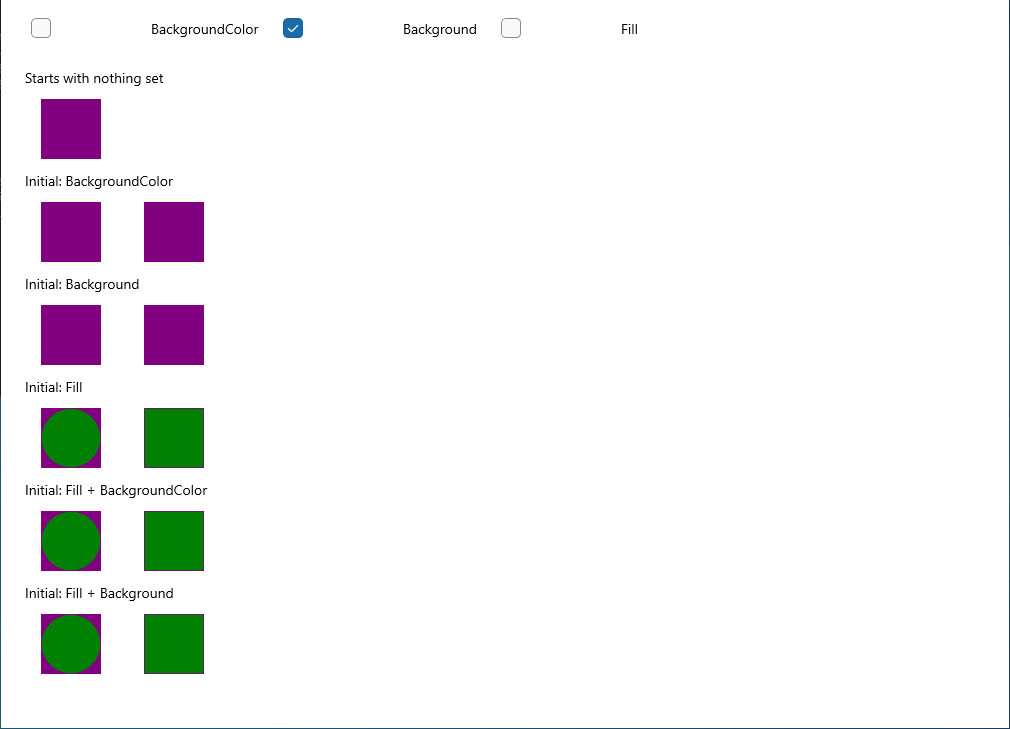 BackgroundColor Background Fill
Starts with nothing set
Initial: BackgroundColor
Initial: Background
Initial: Fill
Initial: Fill + BackgroundColor
Initial: Fill + Background